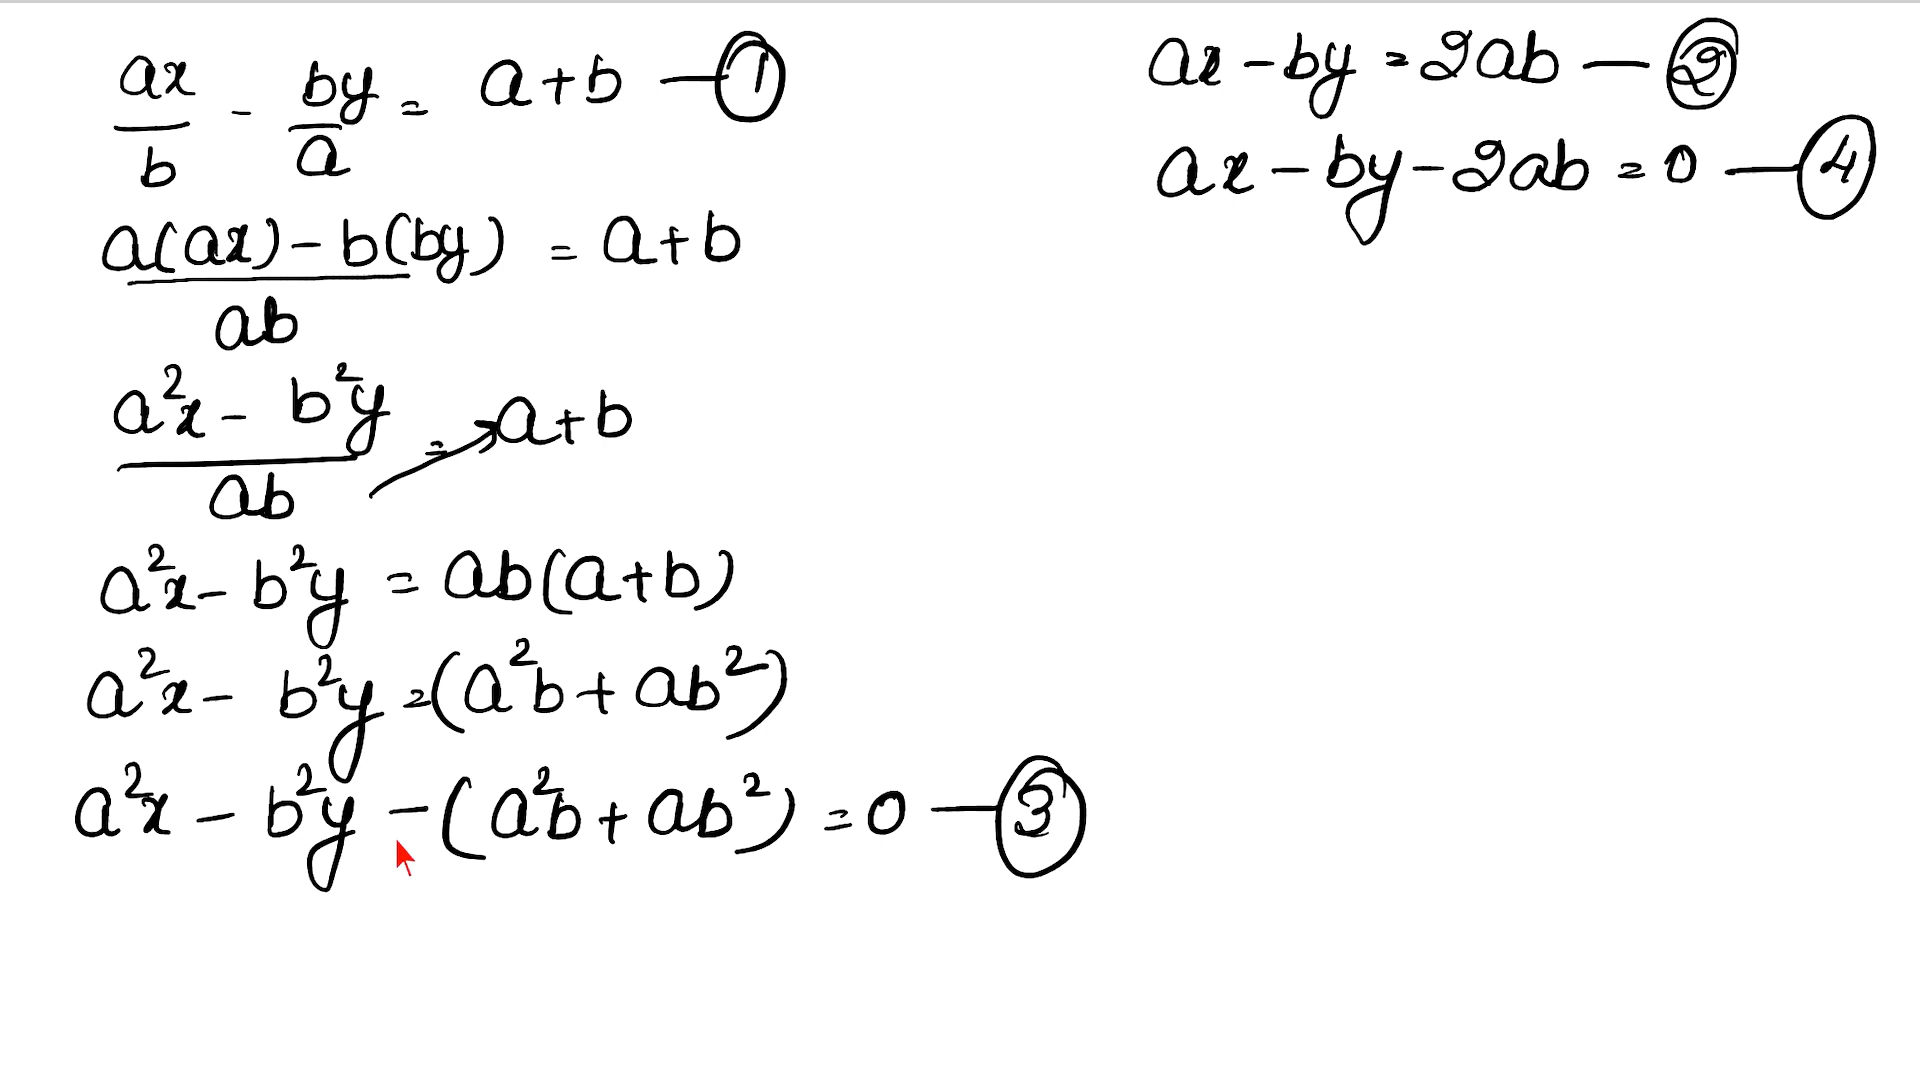 ax/b - by/a = a+b —①
a(ax) - b(by)/ab = a+b
a²x - b²y/ab = a+b
a²x - b²y = ab(a+b)
a²x - b²y = (a²b + ab²)
a²x - b²y - (a²b + ab²) = 0 —③
ax - by = 2ab —②
ax - by - 2ab = 0 —④